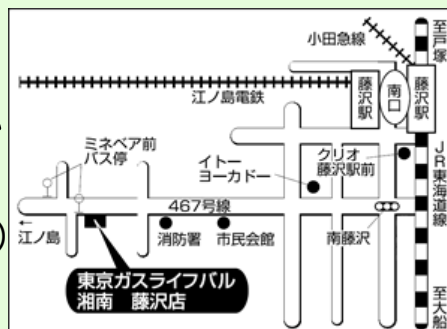 小田急線
至戸塚
藤沢駅
南口
藤沢駅
江ノ島電鉄
ミネベア前
バス停
イトー
ヨーカドー
クリオ
藤沢駅前
JR東海道線
467号線
江ノ島
消防署
市民会館
南藤沢
東京ガスライフバル
湘南 藤沢店
至大船